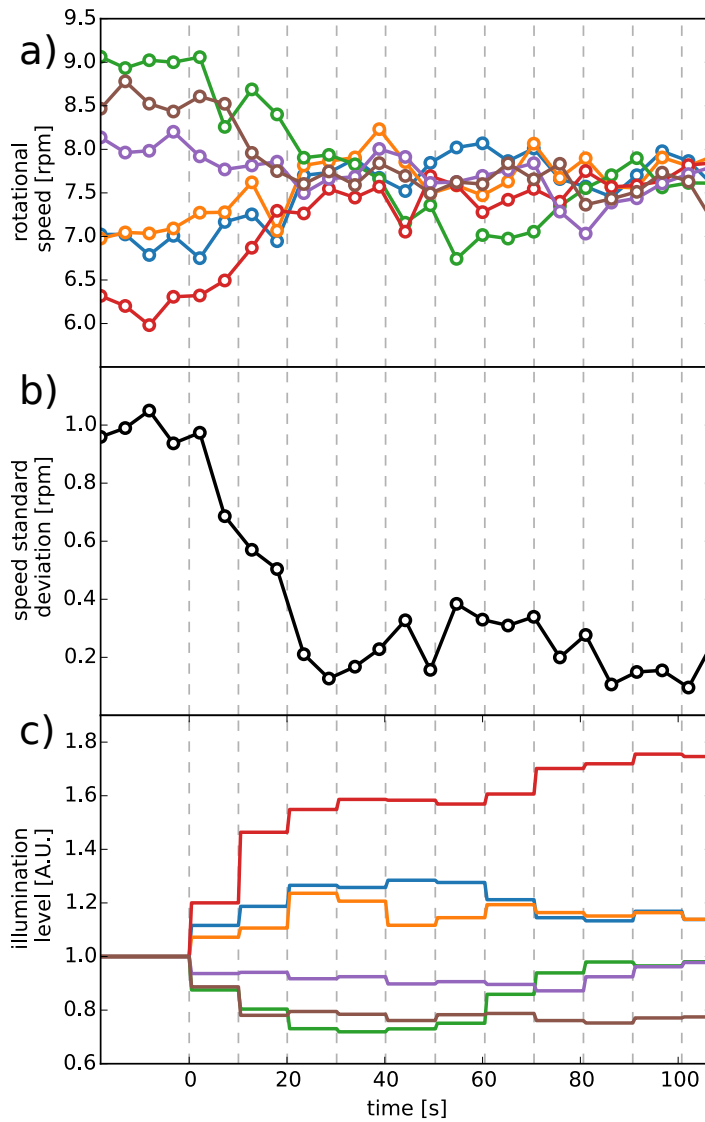 a)
9.5
9.0
8.5
8.0
7.5
7.0
6.5
6.0
rotational
speed [rpm]
b)
1.0
0.8
0.6
0.4
0.2
speed standard
deviation [rpm]
c)
1.8
1.6
1.4
1.2
1.0
0.8
0.6
illumination
level [A.U.]
0 20 40 60 80 100
time [s]